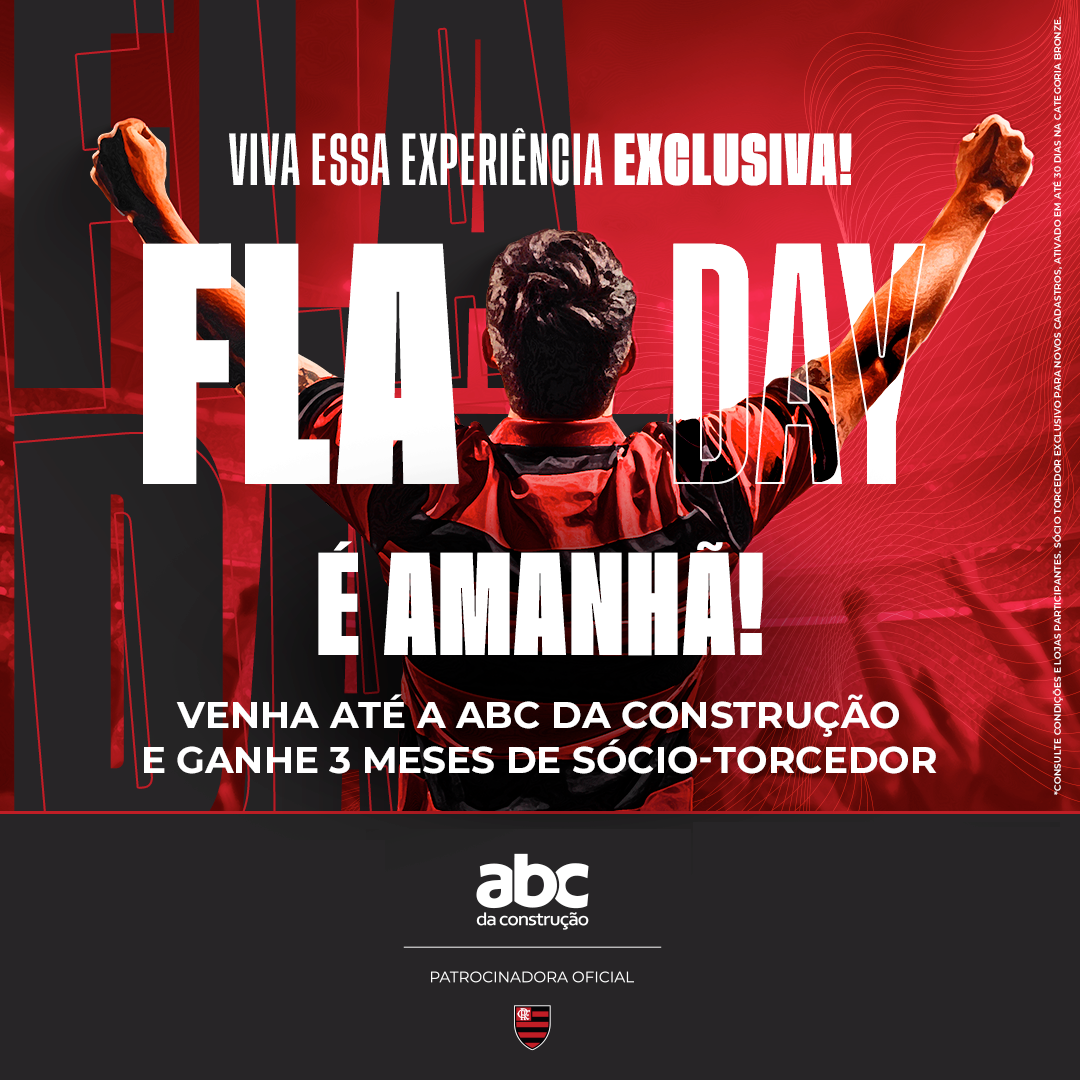 VIVA ESSA EXPERIÊNCIA EXCLUSIVA!
FLA DAY
É AMANHÃ!
VENHA ATÉ A ABC DA CONSTRUÇÃO
E GANHE 3 MESES DE SÓCIO-TORCEDOR
*CONSULTE CONDIÇÕES E LOJAS PARTICIPANTES. SÓCIO TORCEDOR EXCLUSIVO PARA NOVOS CADASTROS, ATIVADO EM ATÉ 30 DIAS NA CATEGORIA BRONZE.
abc
da construção
PATROCINADORA OFICIAL
CRF